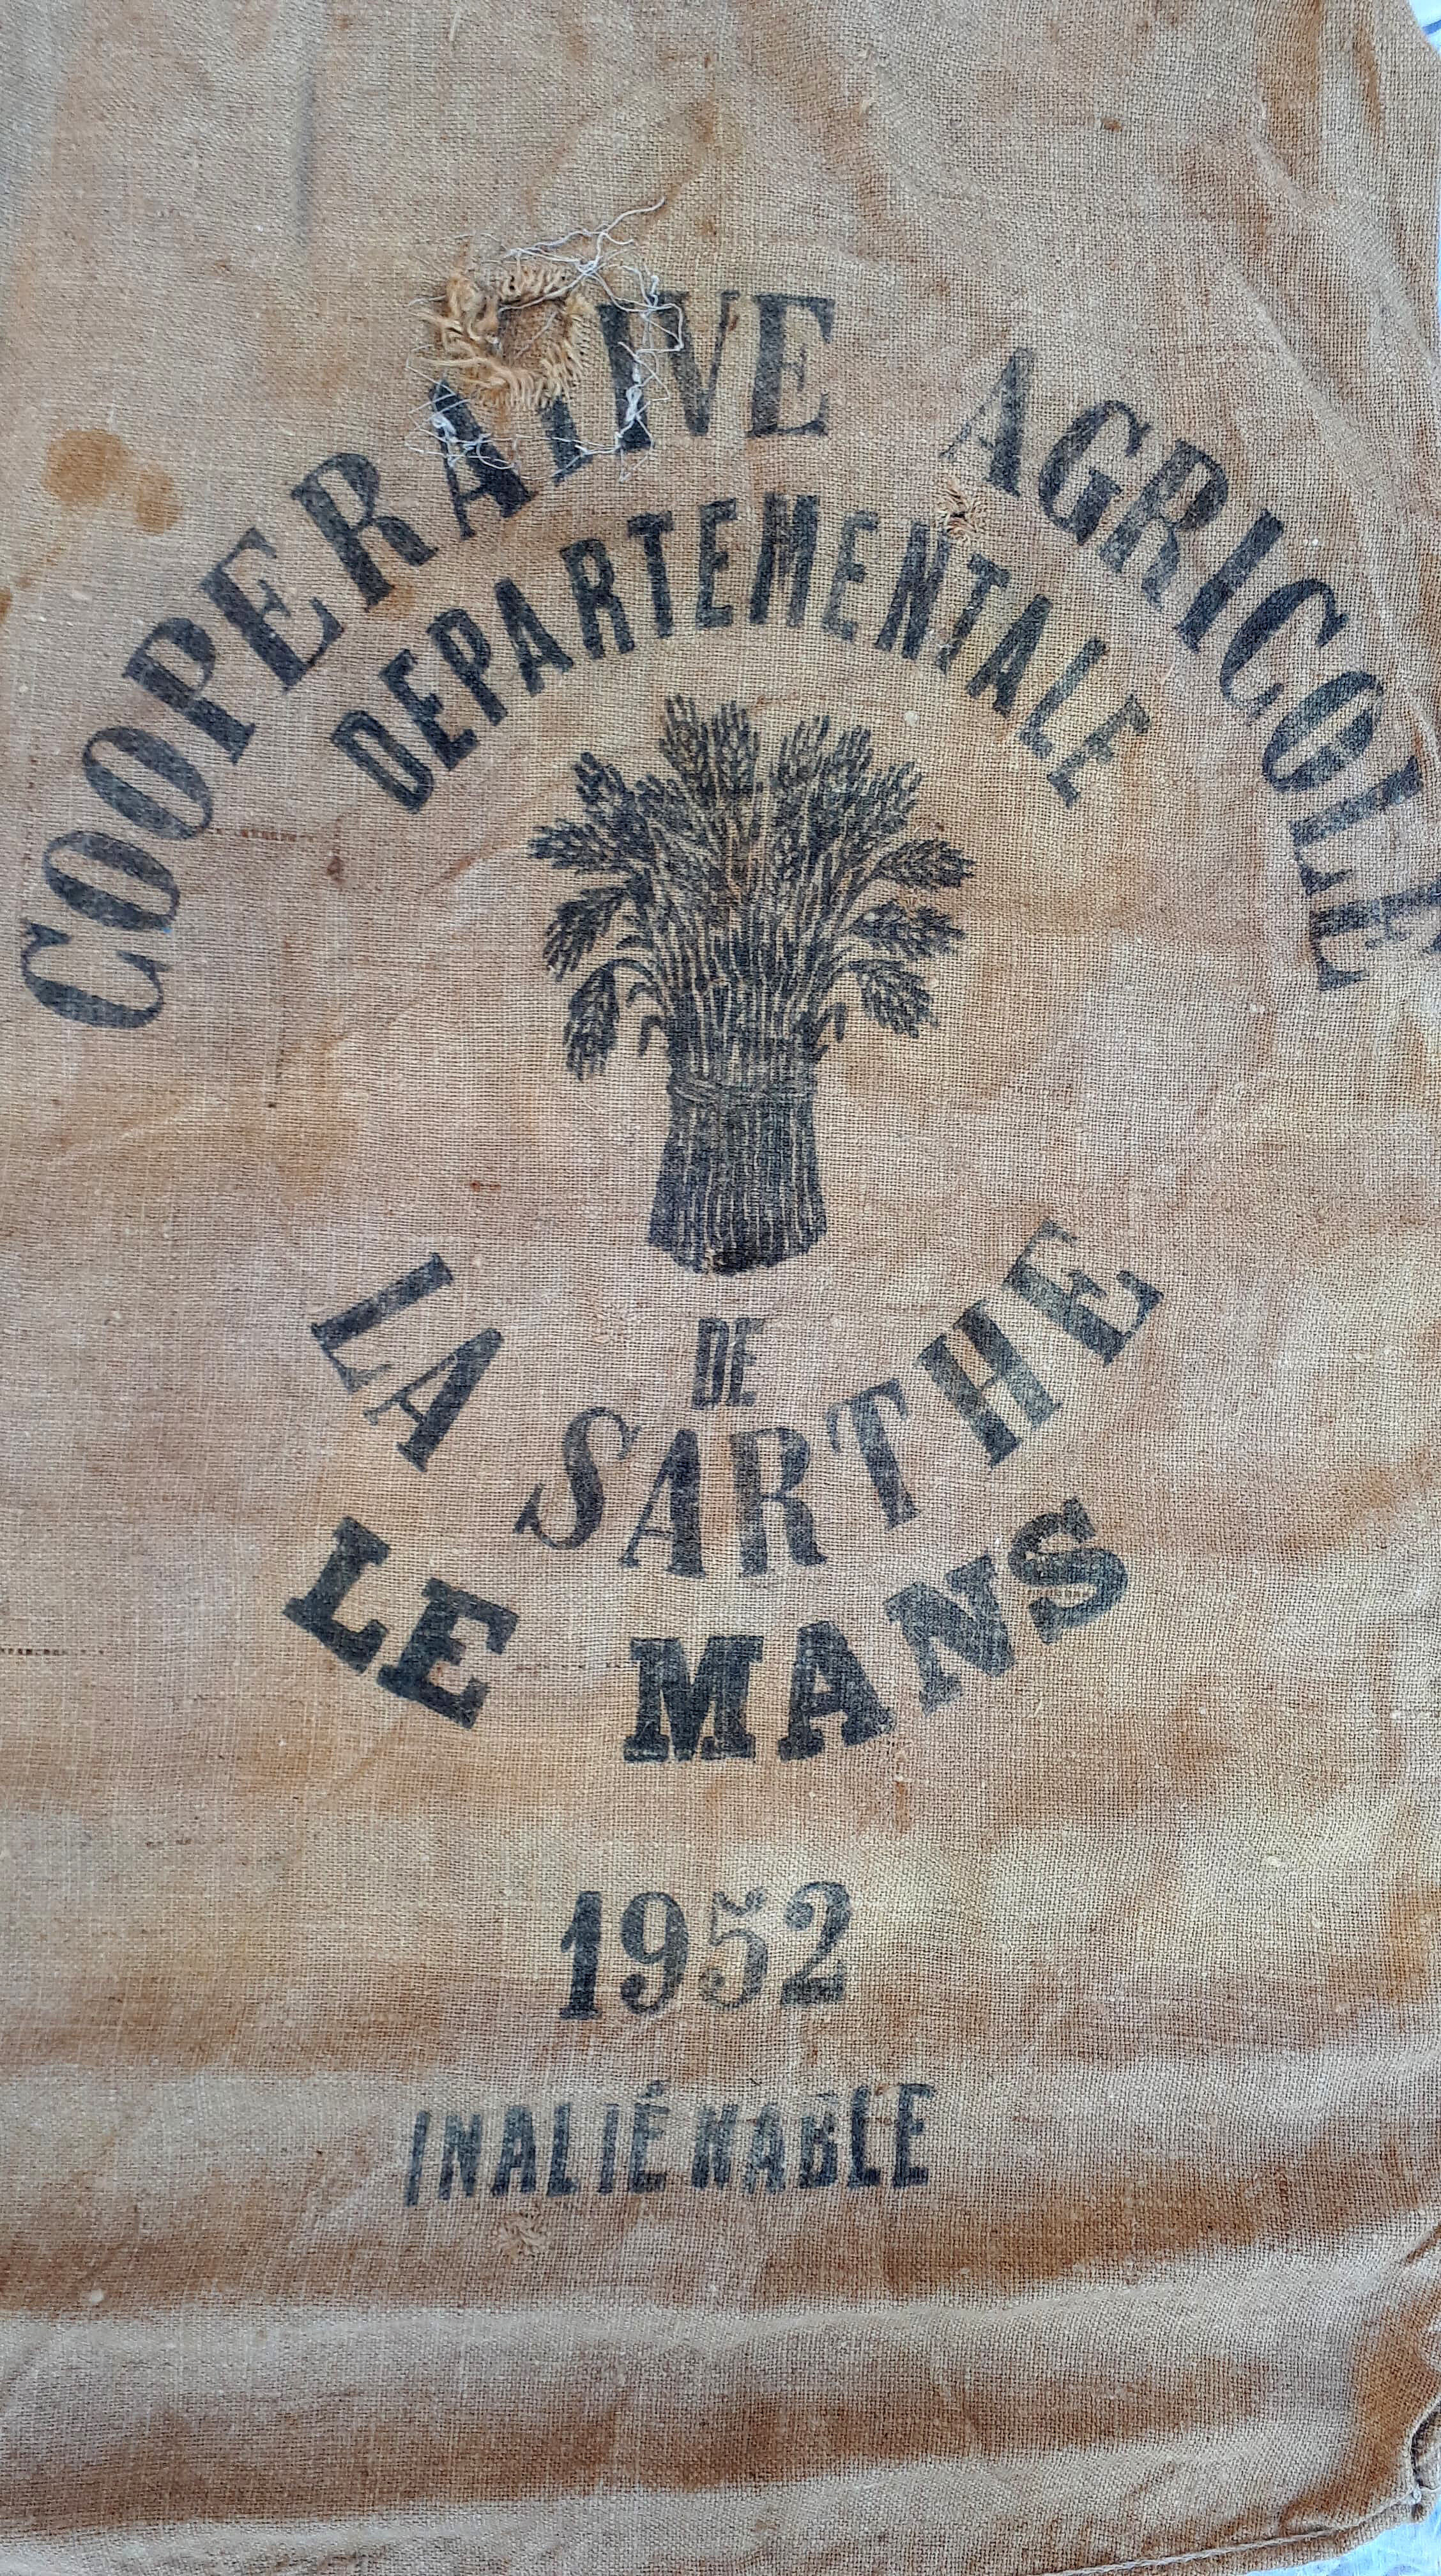 COOPERATIVE AGRICOLE
DEPARTEMENTALE
DE
LA SARTHE
LE MANS
1952
INALIÉNABLE